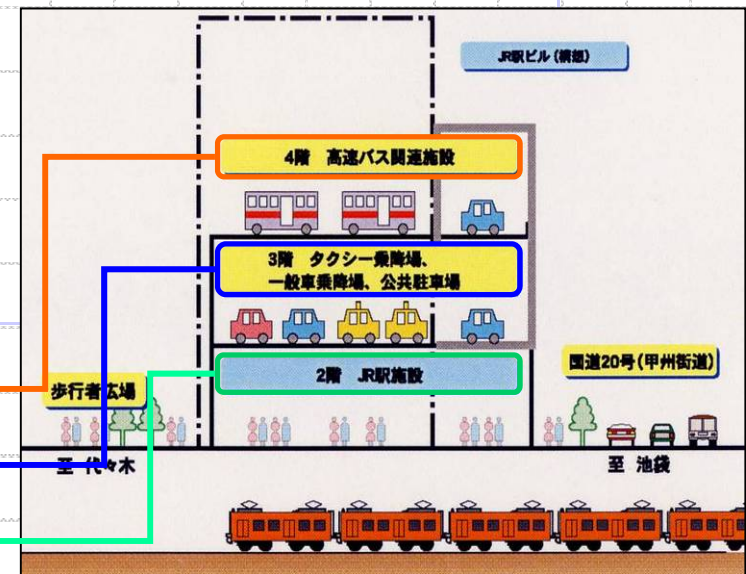 JR駅ビル(構想)
4階 高速バス関連施設
3階 タクシー乗降場、
一般車乗降場、公共駐車場
2階 JR駅施設
国道20号(甲州街道)
歩行者広場
至 代々木
至 池袋